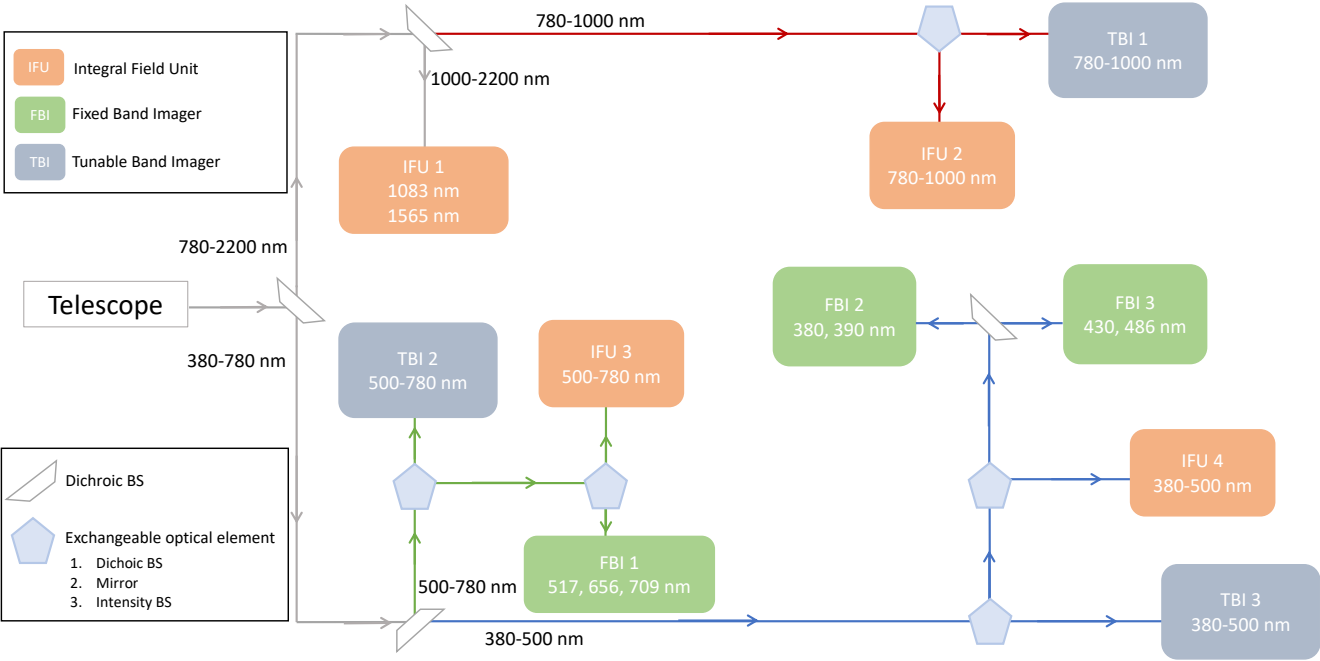 780-1000 nm
TBI 1
780-1000 nm
IFU
Integral Field Unit
FBI
Fixed Band Imager
TBI
Tunable Band Imager
1000-2200 nm
IFU 1
1083 nm
1565 nm
IFU 2
780-1000 nm
780-2200 nm
Telescope
380-780 nm
FBI 2
380, 390 nm
FBI 3
430, 486 nm
TBI 2
500-780 nm
IFU 3
500-780 nm
IFU 4
380-500 nm
Dichroic BS
Exchangeable optical element
1. Dichoic BS
2. Mirror
3. Intensity BS
FBI 1
517, 656, 709 nm
500-780 nm
380-500 nm
TBI 3
380-500 nm